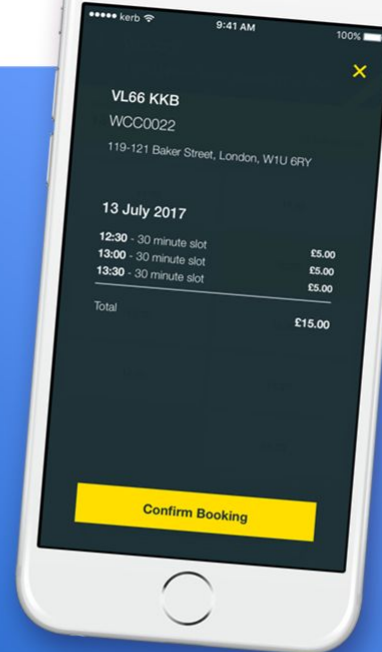 kerb 9:41 AM 100%
VL66 KKB
WCC0022
119-121 Baker Street, London, W1U 6RY
13 July 2017
12:30 - 30 minute slot £5.00
13:00 - 30 minute slot £5.00
13:30 - 30 minute slot £5.00
Total £15.00
Confirm Booking